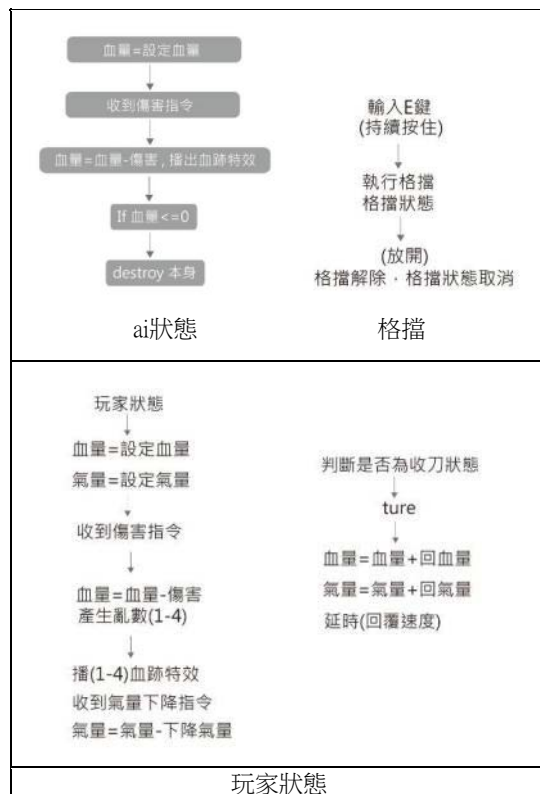 血量=設定血量
收到傷害指令
血量=血量-傷害,播出血跡特效
If 血量<=0
destroy 本身
ai狀態
輸入E鍵
(持續按住)
執行格擋
格擋狀態
(放開)
格擋解除．格擋狀態取消
格擋
玩家狀態
血量=設定血量
氣量=設定氣量
收到傷害指令
血量=血量-傷害
產生亂數(1-4)
播(1-4)血跡特效
收到氣量下降指令
氣量=氣量-下降氣量
判斷是否為收刀狀態
ture
血量=血量+回血量
氣量=氣量+回氣量
延時(回覆速度)
玩家狀態